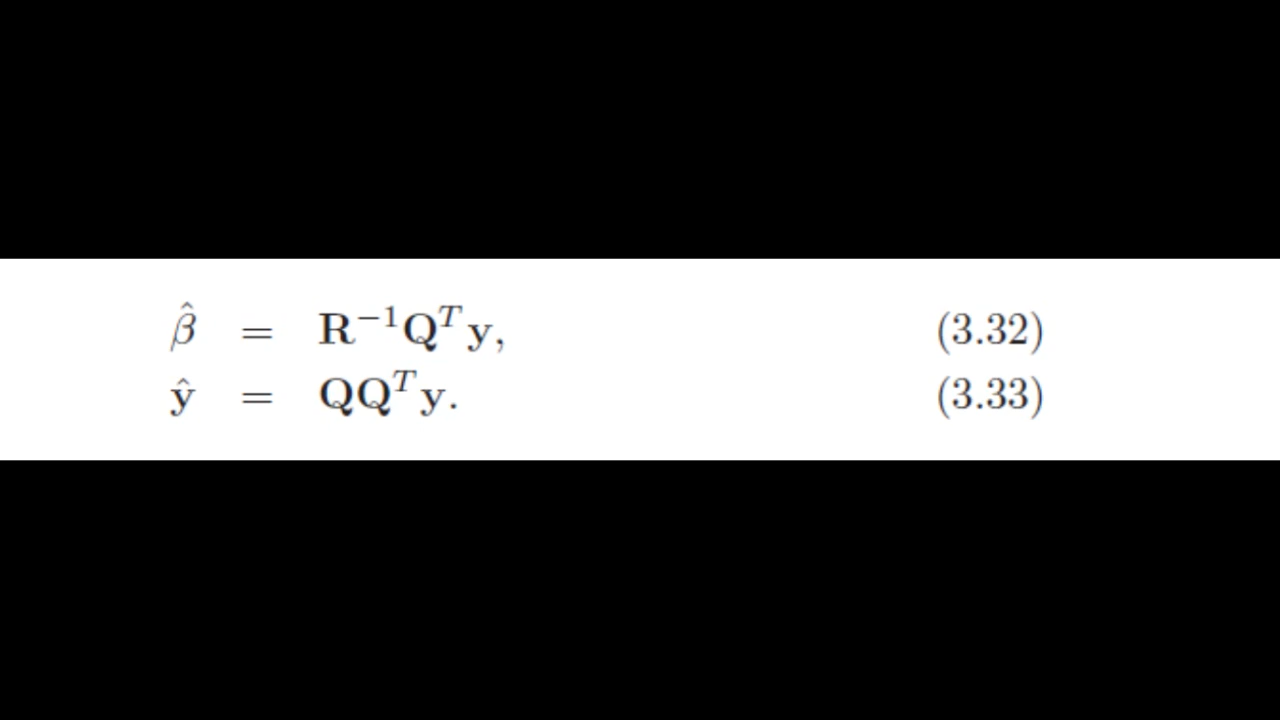 β̂ = R⁻¹Qᵀy, (3.32)
ŷ = QQᵀy. (3.33)